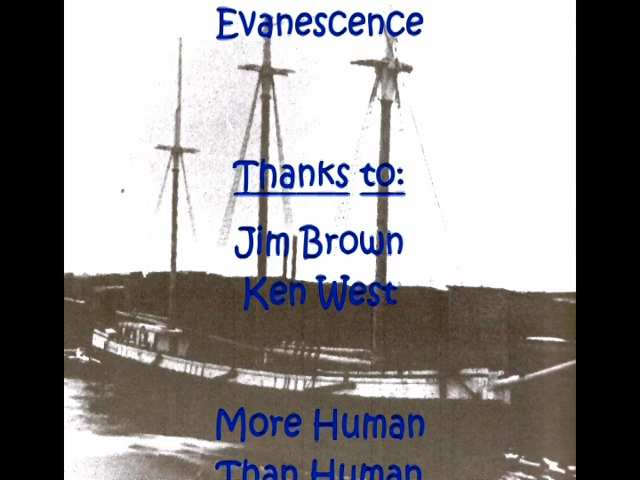 Evanescence
Thanks to:
Jim Brown
Ken West
More Human
Than Human